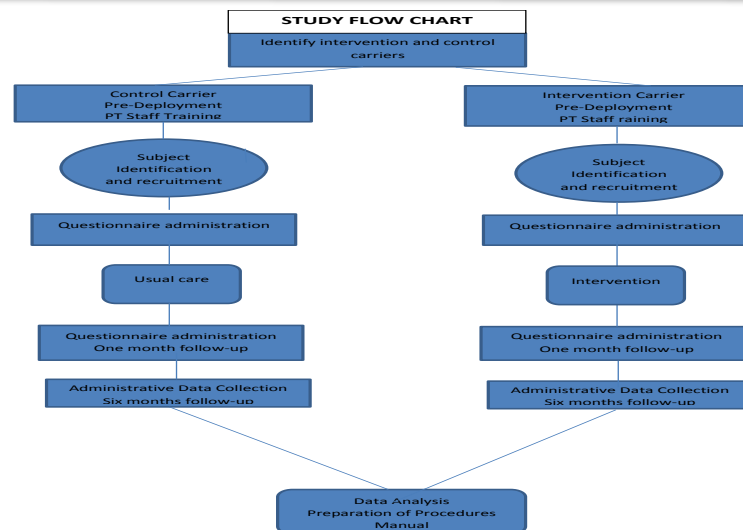 STUDY FLOW CHART
Identify intervention and control
carriers
Control Carrier
Pre-Deployment
PT Staff Training
Intervention Carrier
Pre-Deployment
PT Staff raining
Subject
Identification
and recruitment
Subject
Identification
and recruitment
Questionnaire administration
Questionnaire administration
Usual care
Intervention
Questionnaire administration
One month follow-up
Questionnaire administration
One month follow-up
Administrative Data Collection
Six months follow-up
Administrative Data Collection
Six months follow-up
Data Analysis
Preparation of Procedures
Manual